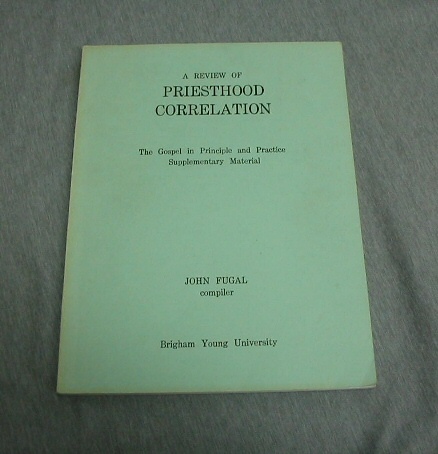 A REVIEW OF
PRIESTHOOD
CORRELATION
The Gospel in Principle and Practice
Supplementary Material
JOHN FUGAL
compiler
Brigham Young University